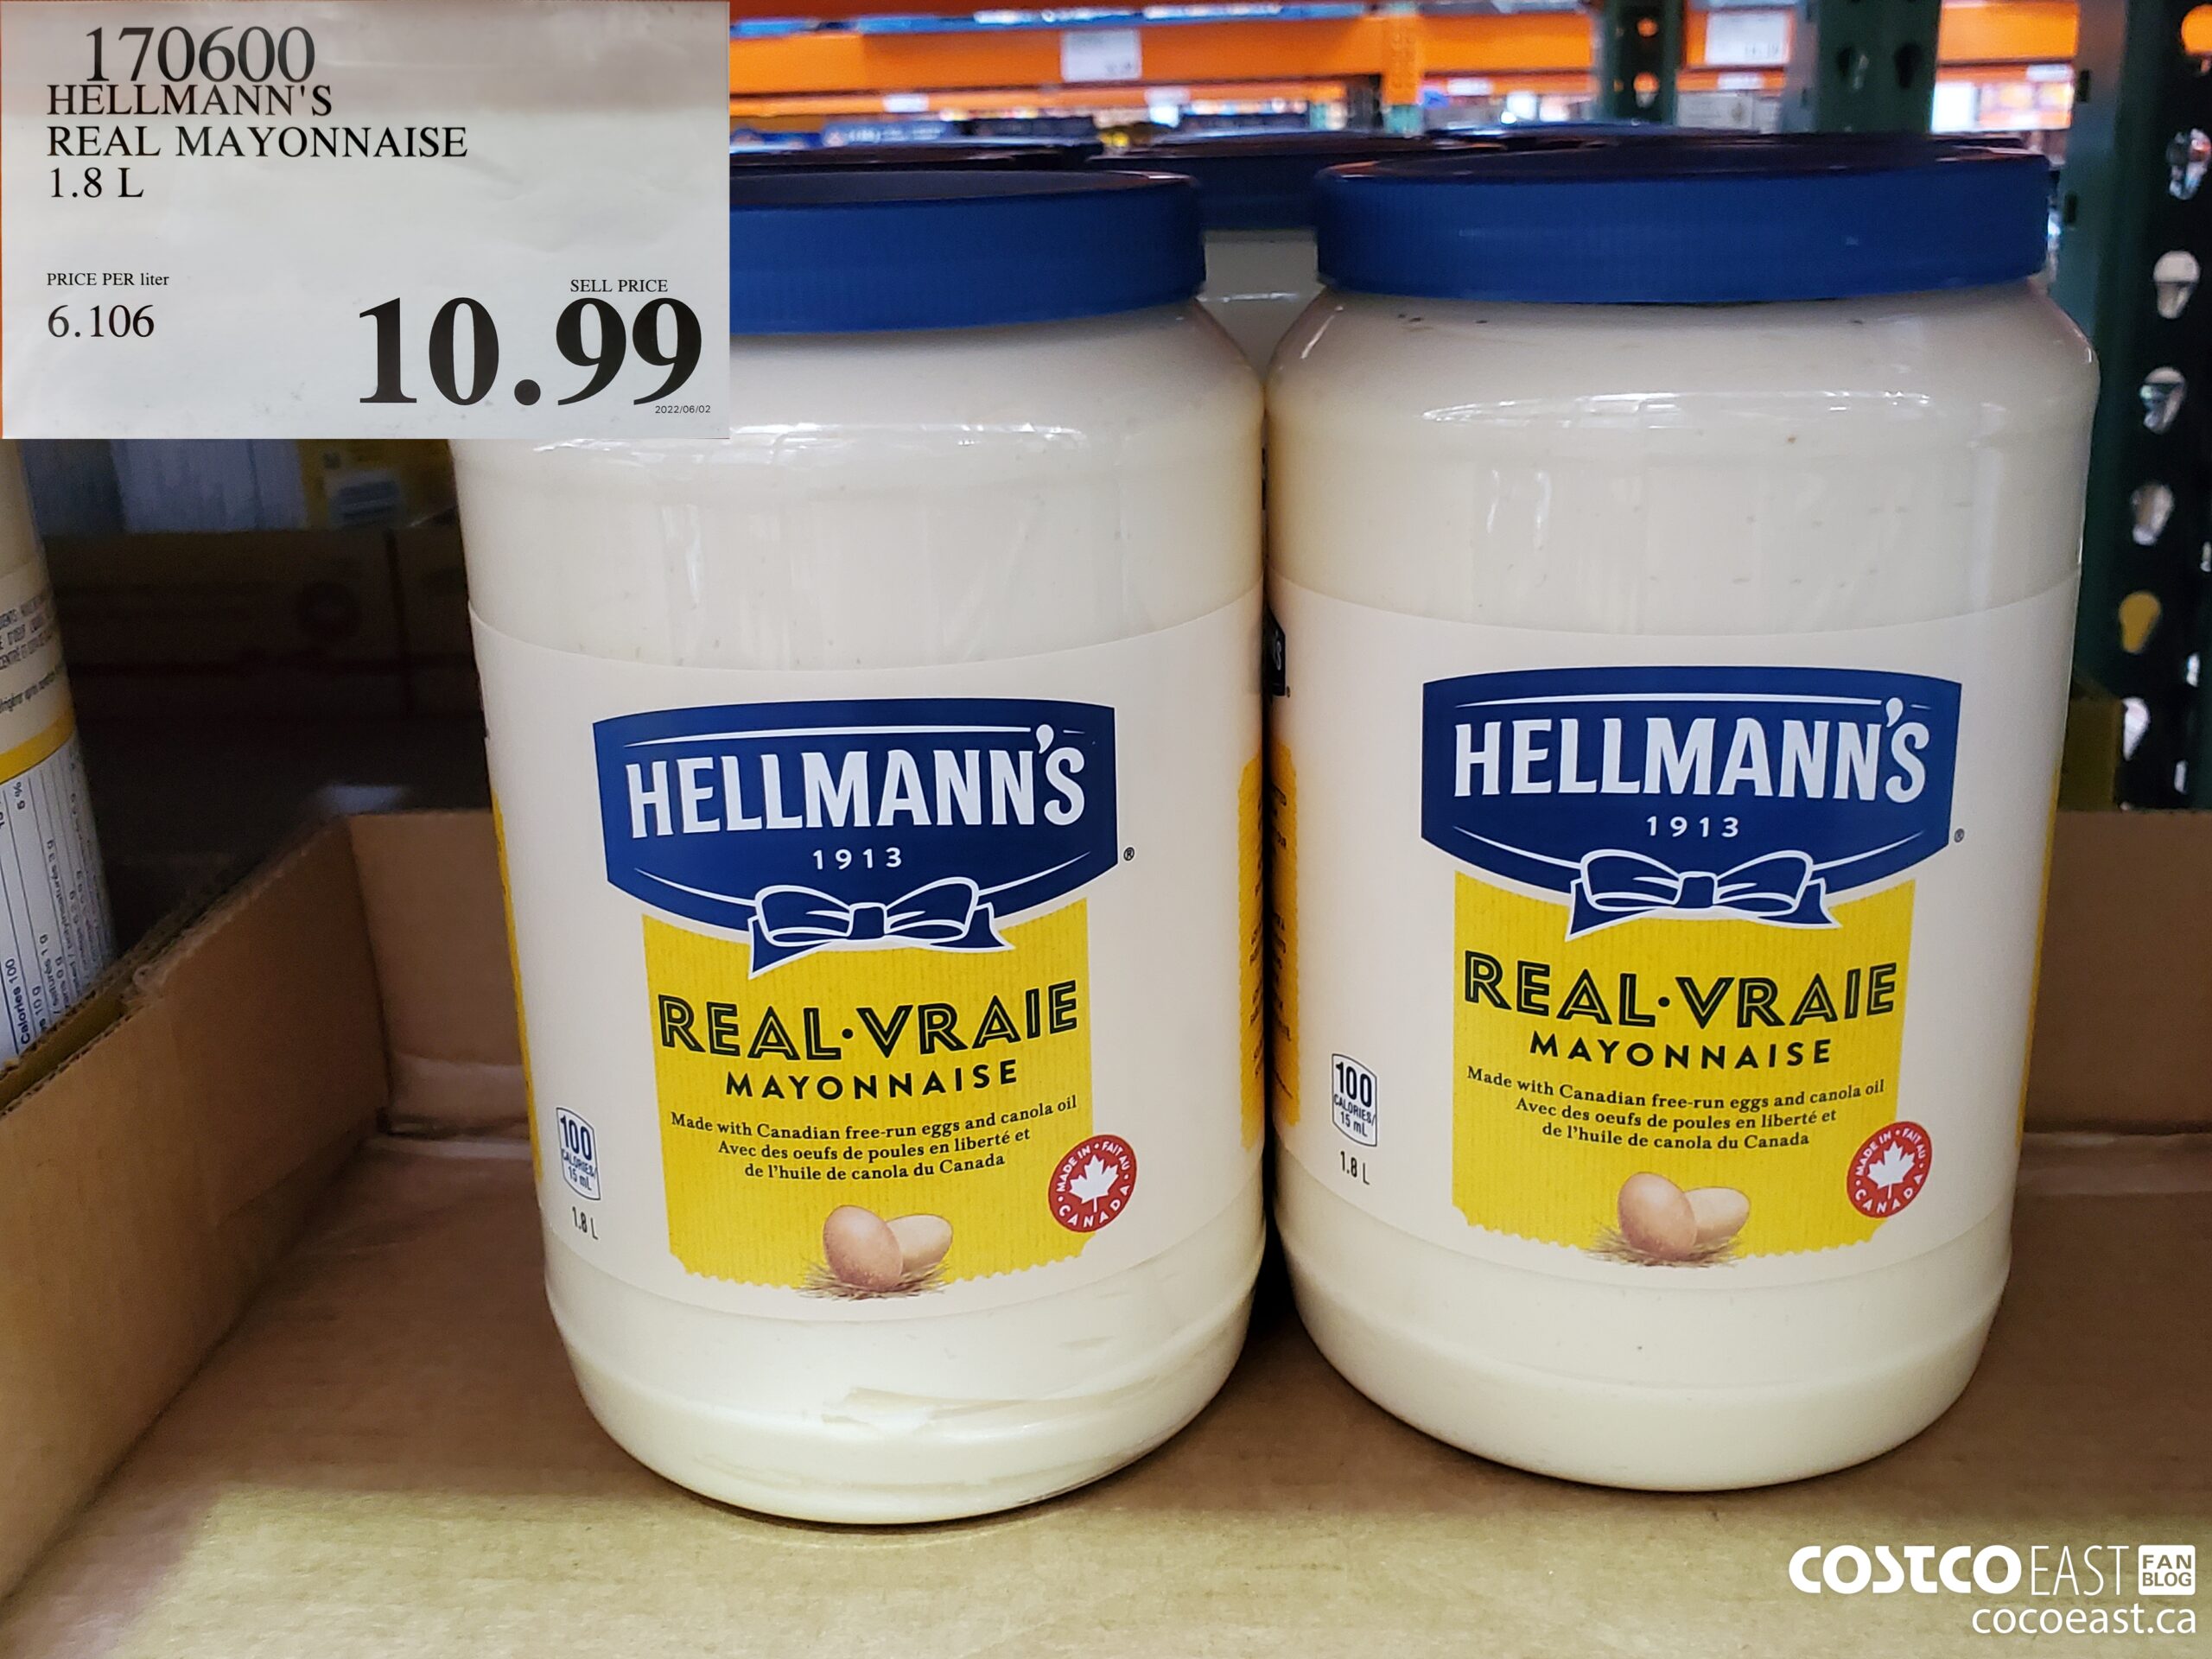 170600
HELLMANN'S
REAL MAYONNAISE
1.8 L
PRICE PER liter
6.106
SELL PRICE
10.99
2022/06/02
HELLMANN'S
1913
®
REAL·VRAIE
MAYONNAISE
Made with Canadian free-run eggs and canola oil
Avec des oeufs de poules en liberté et
de l'huile de canola du Canada
100
CALORIES/
15 mL
1.8 L
MADE IN · FAIT AU
CANADA
HELLMANN'S
1913
®
REAL·VRAIE
MAYONNAISE
Made with Canadian free-run eggs and canola oil
Avec des oeufs de poules en liberté et
de l'huile de canola du Canada
100
CALORIES/
15 mL
1.8 L
MADE IN · FAIT AU
CANADA
Calories 100
COSTCO EAST FAN BLOG
cocoeast.ca